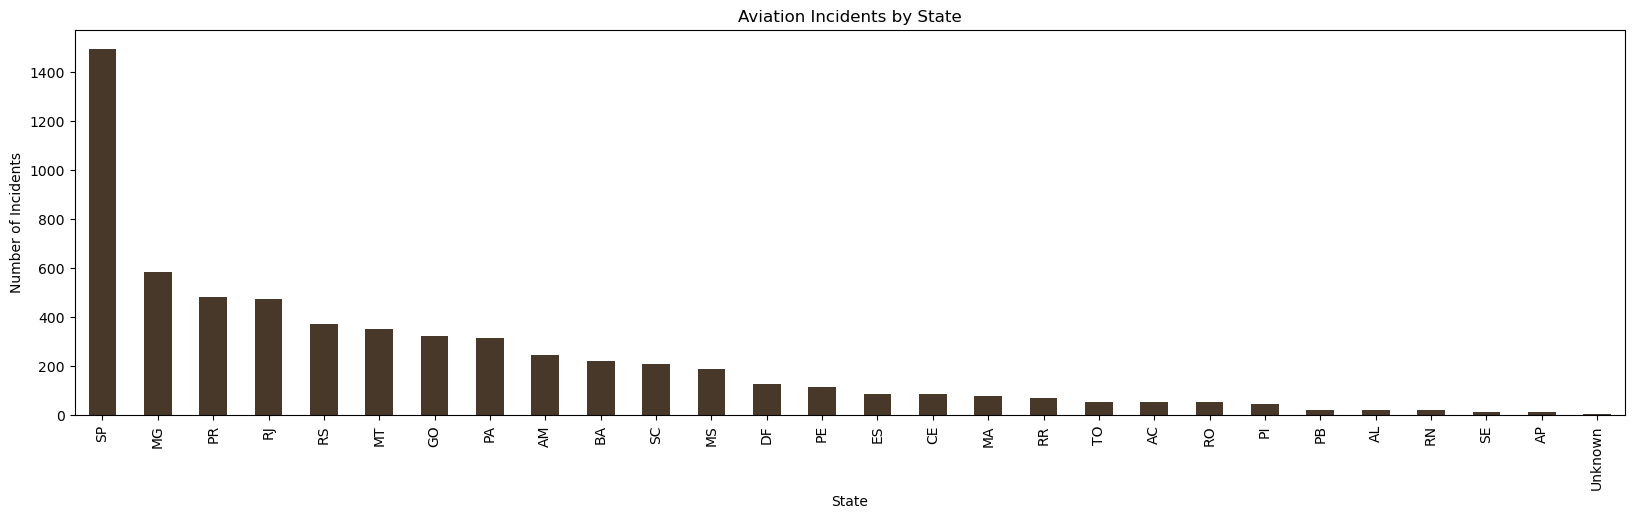 Aviation Incidents by State
Number of Incidents
1400
1200
1000
800
600
400
200
0
SP MG PR RJ RS MT GO PA AM BA SC MS DF PE ES CE MA RR TO AC RO PI PB AL RN SE AP Unknown
State